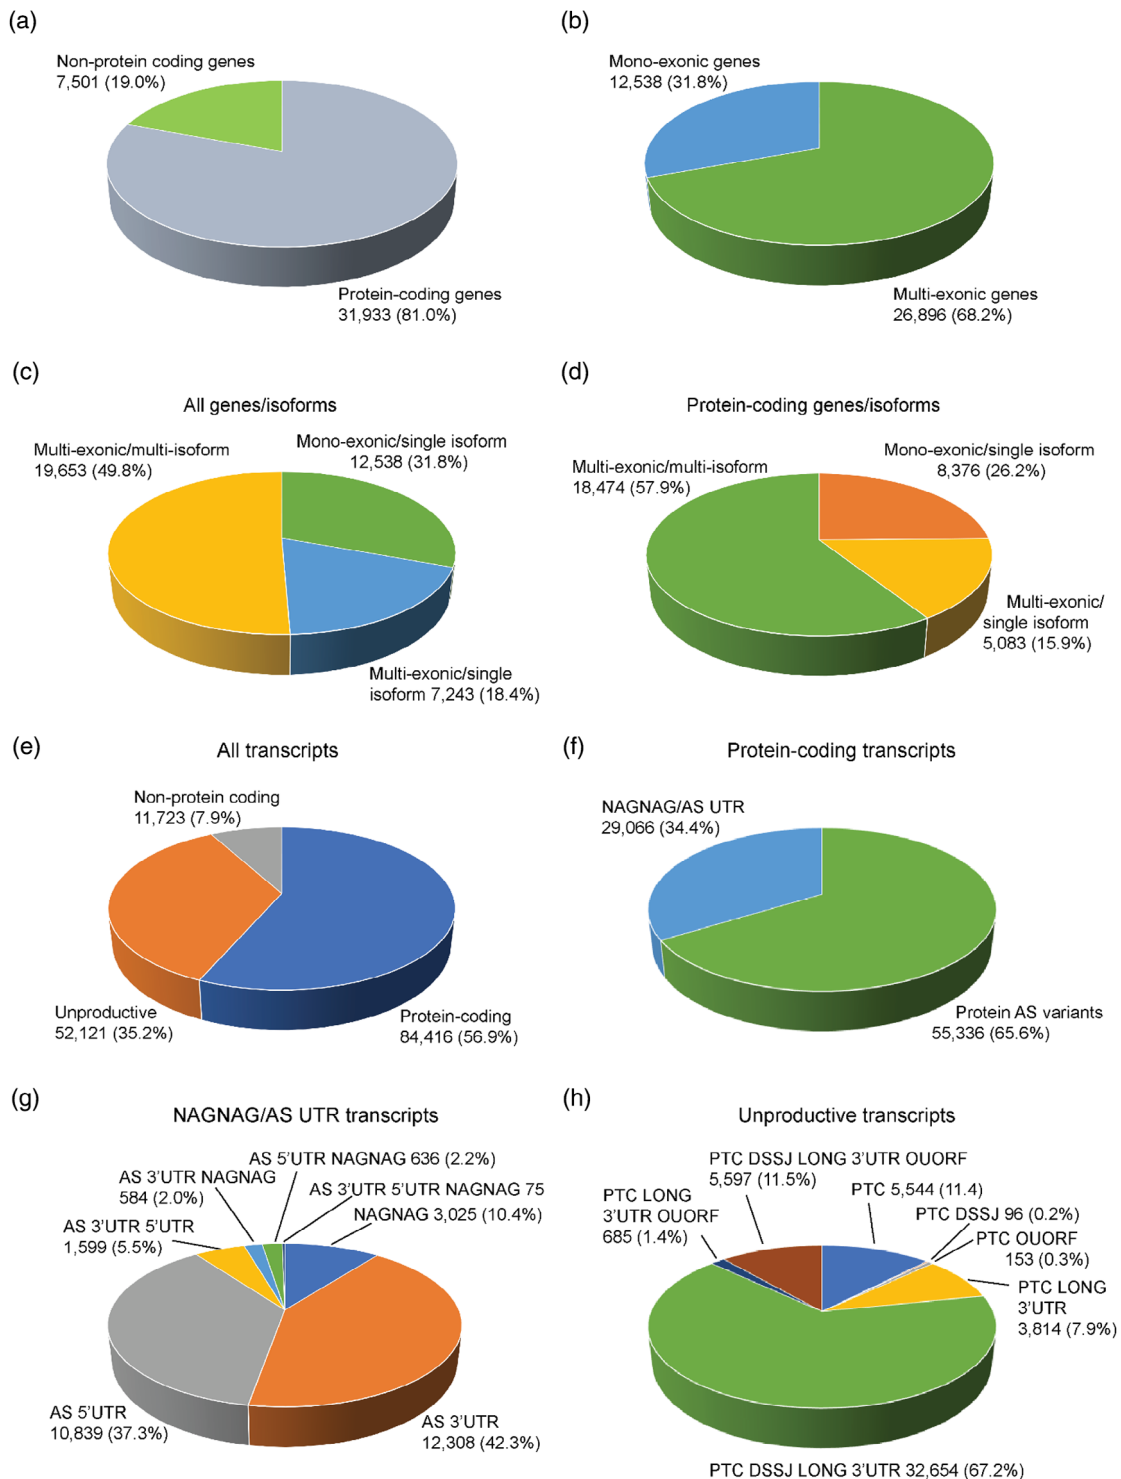 (a)
Non-protein coding genes
7,501 (19.0%)
Protein-coding genes
31,933 (81.0%)
(b)
Mono-exonic genes
12,538 (31.8%)
Multi-exonic genes
26,896 (68.2%)
(c)
All genes/isoforms
Multi-exonic/multi-isoform
19,653 (49.8%)
Mono-exonic/single isoform
12,538 (31.8%)
Multi-exonic/single
isoform 7,243 (18.4%)
(d)
Protein-coding genes/isoforms
Multi-exonic/multi-isoform
18,474 (57.9%)
Mono-exonic/single isoform
8,376 (26.2%)
Multi-exonic/
single isoform
5,083 (15.9%)
(e)
All transcripts
Non-protein coding
11,723 (7.9%)
Unproductive
52,121 (35.2%)
Protein-coding
84,416 (56.9%)
(f)
Protein-coding transcripts
NAGNAG/AS UTR
29,066 (34.4%)
Protein AS variants
55,336 (65.6%)
(g)
NAGNAG/AS UTR transcripts
AS 5’UTR NAGNAG 636 (2.2%)
AS 3’UTR NAGNAG
584 (2.0%)
AS 3’UTR 5’UTR NAGNAG 75
NAGNAG 3,025 (10.4%)
AS 3’UTR 5’UTR
1,599 (5.5%)
AS 5’UTR
10,839 (37.3%)
AS 3’UTR
12,308 (42.3%)
(h)
Unproductive transcripts
PTC DSSJ LONG 3’UTR OUORF
5,597 (11.5%)
PTC 5,544 (11.4)
PTC LONG
3’UTR OUORF
685 (1.4%)
PTC DSSJ 96 (0.2%)
PTC OUORF
153 (0.3%)
PTC LONG
3’UTR
3,814 (7.9%)
PTC DSSJ LONG 3’UTR 32,654 (67.2%)